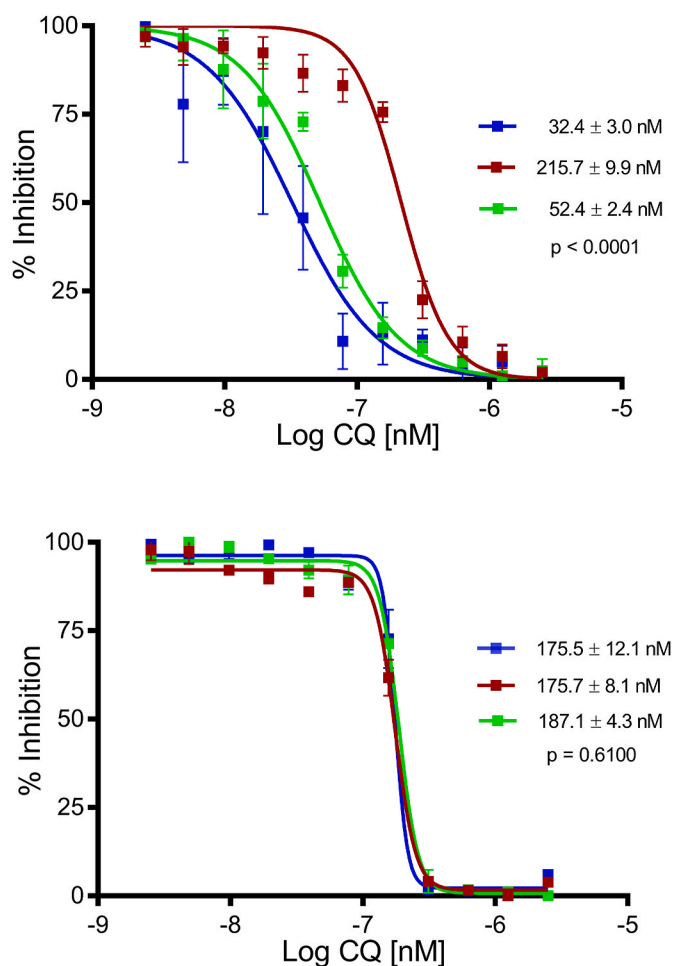 100
75
50
25
0
% Inhibition
-9
-8
-7
-6
-5
Log CQ [nM]
32.4 ± 3.0 nM
215.7 ± 9.9 nM
52.4 ± 2.4 nM
p < 0.0001
100
75
50
25
0
% Inhibition
-9
-8
-7
-6
-5
Log CQ [nM]
175.5 ± 12.1 nM
175.7 ± 8.1 nM
187.1 ± 4.3 nM
p = 0.6100